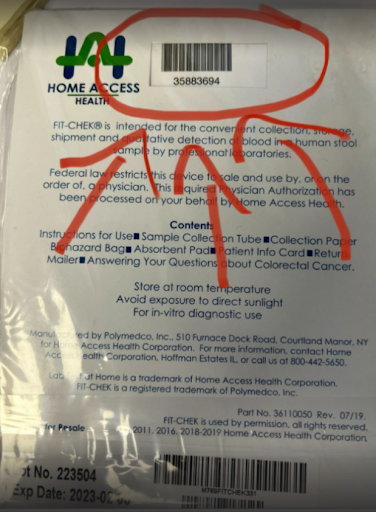 35883694
HOME ACCESS
HEALTH
FIT-CHEK® is intended for the convenient collection, storage,
shipment and qualitative detection of blood in human stool
sample by professional laboratories.
Federal law restricts this device to sale and use by, or on the
order of, a physician. This required Physician Authorization has
been processed on your behalf by Home Access Health.
Contents
Instructions for Use■Sample Collection Tube■Collection Paper
Biohazard Bag■Absorbent Pad■Patient Info Card■Return
Mailer■Answering Your Questions about Colorectal Cancer.
Store at room temperature
Avoid exposure to direct sunlight
For in-vitro diagnostic use
Manufactured by Polymedco, Inc., 510 Furnace Dock Road, Courtland Manor, NY
for Home Access Health Corporation. For more information, contact Home
Access Health Corporation, Hoffman Estates IL, or call us at 800-442-5650.
at Home is a trademark of Home Access Health Corporation.
FIT-CHEK is a registered trademark of Polymedco, Inc.
Part No. 36110050 Rev. 07/19.
FIT-CHEK is used by permission, all rights reserved.
for Resale 2011, 2016, 2018-2019 Home Access Health Corporation
Lot No. 223504
Exp Date: 2023-0